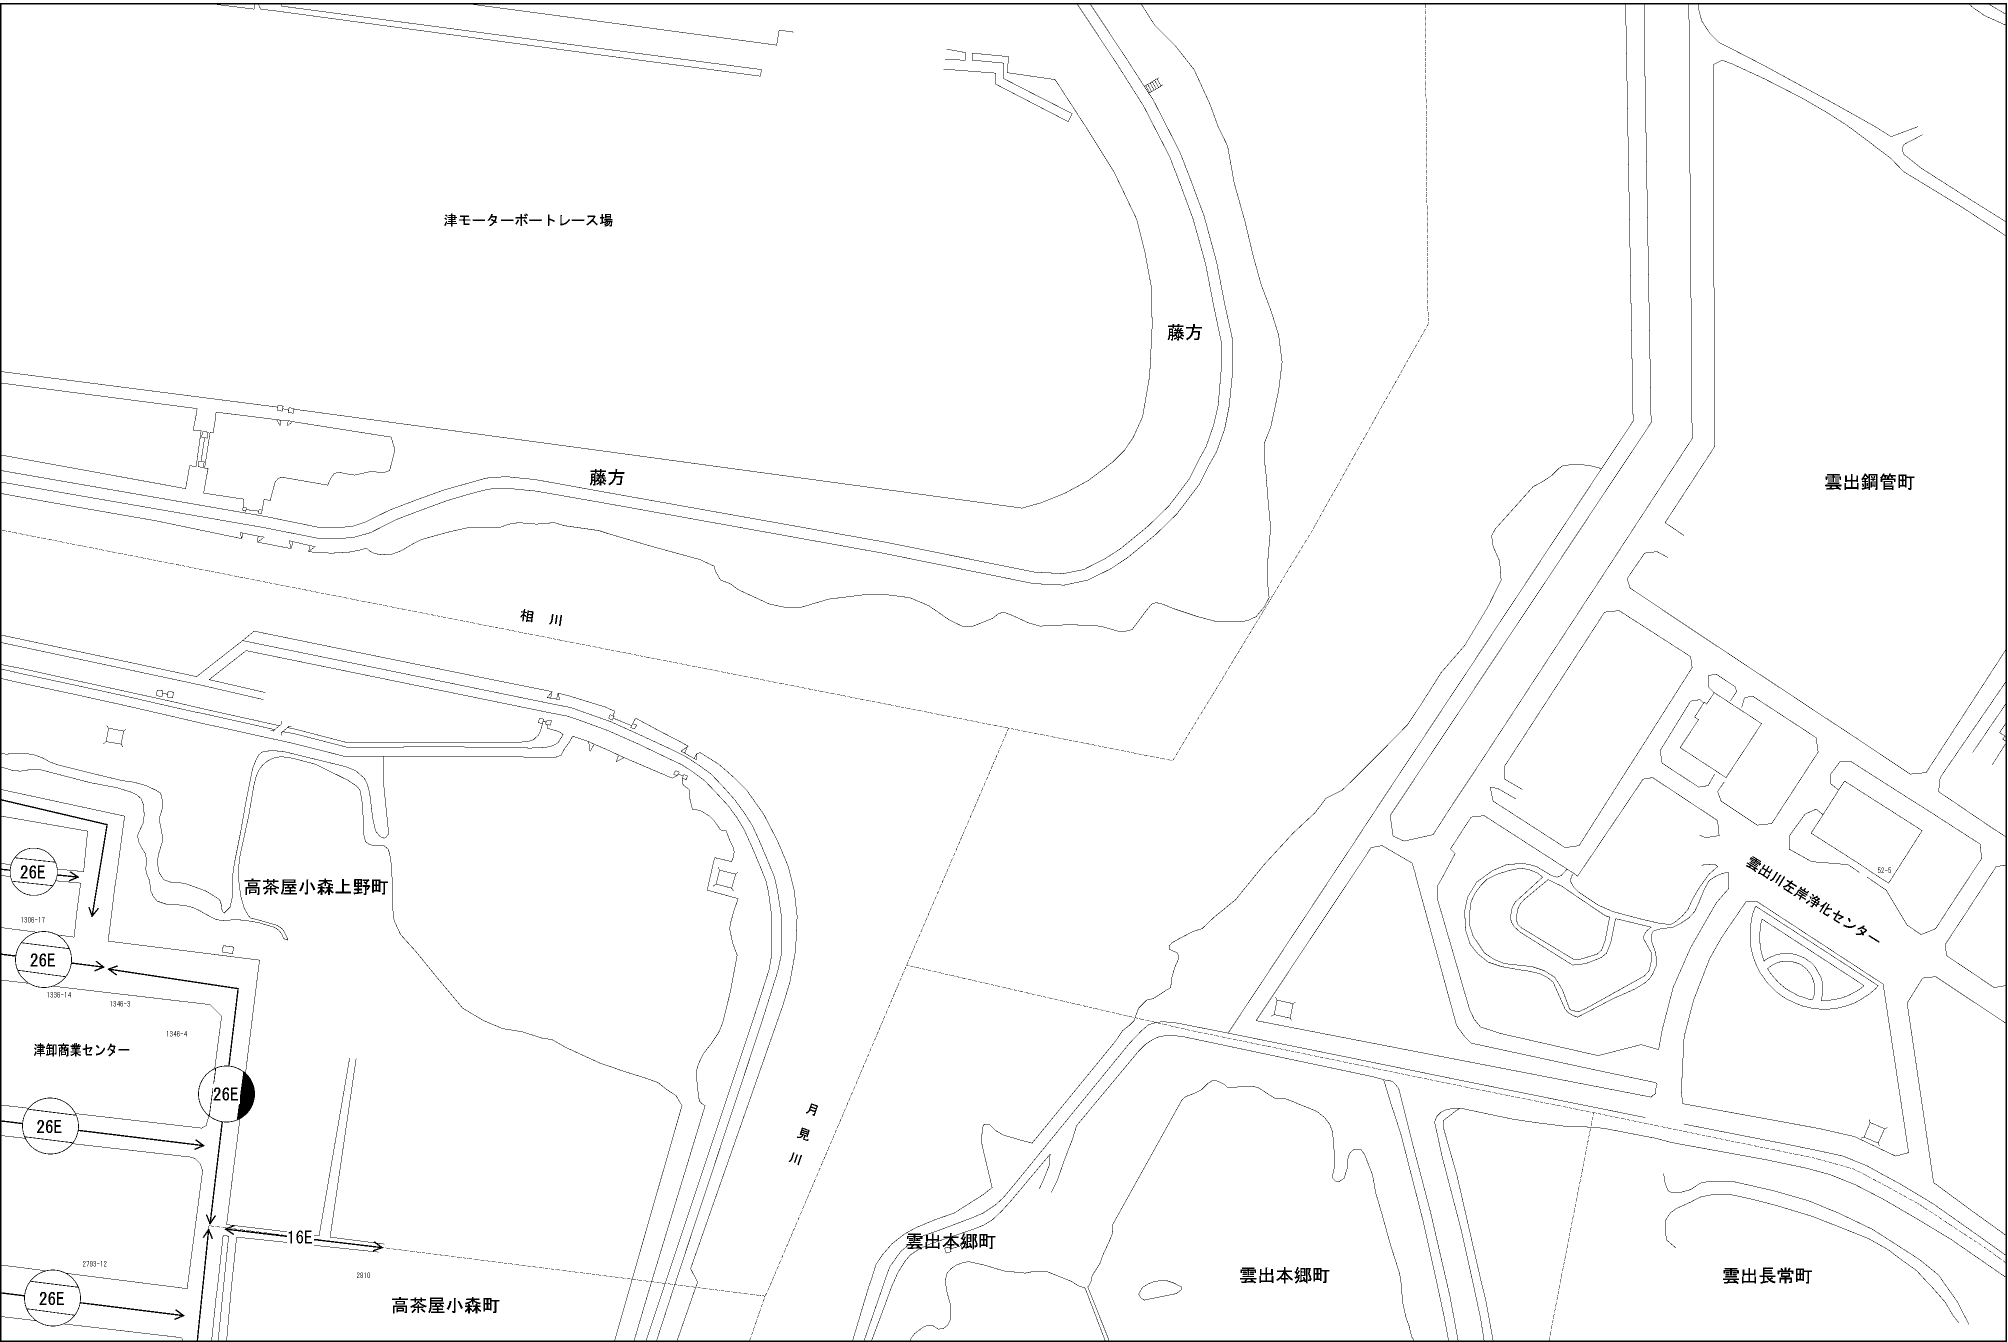 津モーターボートレース場
藤方
藤方
雲出鋼管町
相川
26E
高茶屋小森上野町
雲出川左岸浄化センター
52-5
1306-17
26E
1336-14
1346-3
1346-4
津卸商業センター
26E
26E
月見川
16E
雲出本郷町
2793-12
2910
雲出本郷町
雲出長常町
26E
高茶屋小森町